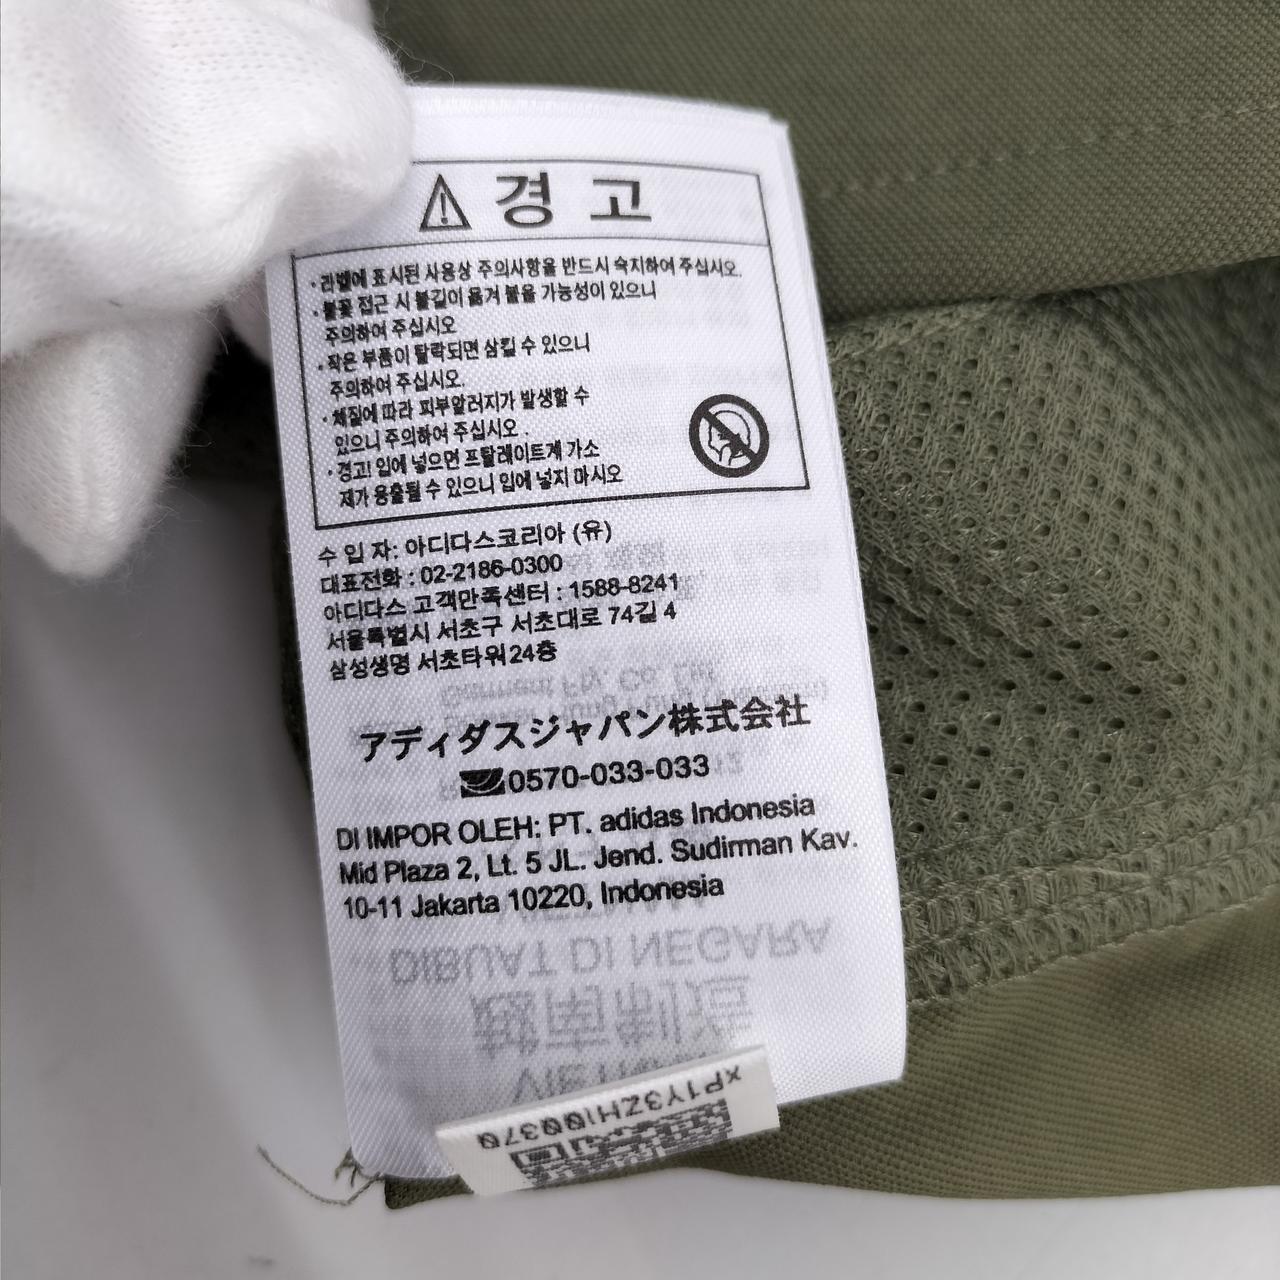 ⚠ 경 고
· 라벨에 표시된 사용상 주의사항을 반드시 숙지하여 주십시오.
· 불꽃 접근 시 불길이 옮겨 붙을 가능성이 있으니
주의하여 주십시오
· 작은 부품이 탈락되면 삼킬 수 있으니
주의하여 주십시오.
· 체질에 따라 피부알러지가 발생할 수
있으니 주의하여 주십시오 .
· 경고! 입에 넣으면 프탈레이트계 가소
제가 용출될 수 있으니 입에 넣지 마시오
수 입 자: 아디다스코리아 (유)
대표전화 : 02-2186-0300
아디다스 고객만족센터 : 1588-8241
서울특별시 서초구 서초대로 74길 4
삼성생명 서초타워24층
アディダスジャパン株式会社
0570-033-033
DI IMPOR OLEH: PT. adidas Indonesia
Mid Plaza 2, Lt. 5 JL. Jend. Sudirman Kav.
10-11 Jakarta 10220, Indonesia
DIBUAT DI NEGARA
越南制造
xP1Y3ZHI00370